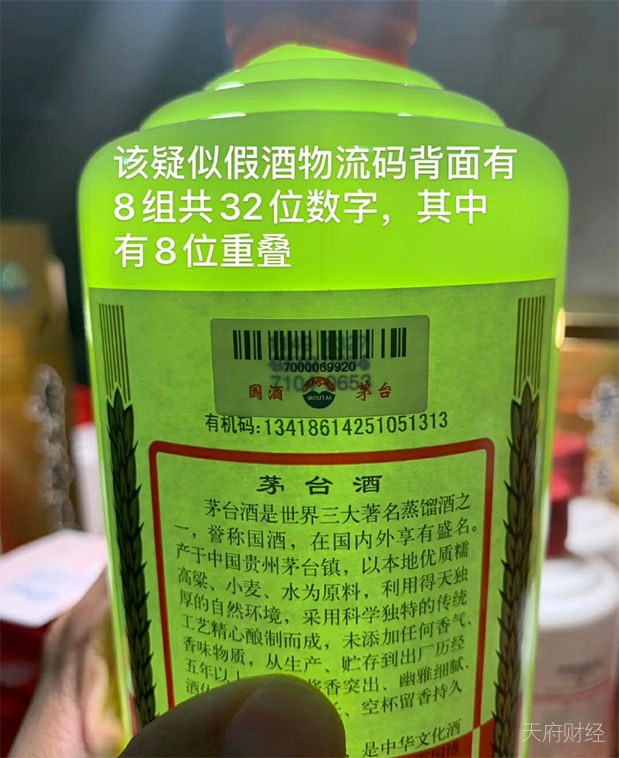 该疑似假酒物流码背面有
8组共32位数字，其中
有8位重叠
7000069920
国酒 MOUTAI 茅台
有机码:13418614251051313
茅台酒
茅台酒是世界三大著名蒸馏酒之
一，誉称国酒，在国内外享有盛名。
产于中国贵州茅台镇，以本地优质糯
高粱、小麦、水为原料，利用得天独
厚的自然环境，采用科学独特的传统
工艺精心酿制而成，未添加任何香气、
香味物质，从生产、贮存到出厂历经
五年以上
酱香突出、幽雅细腻、
、空杯留香持久
是中华文化酒
天府财经